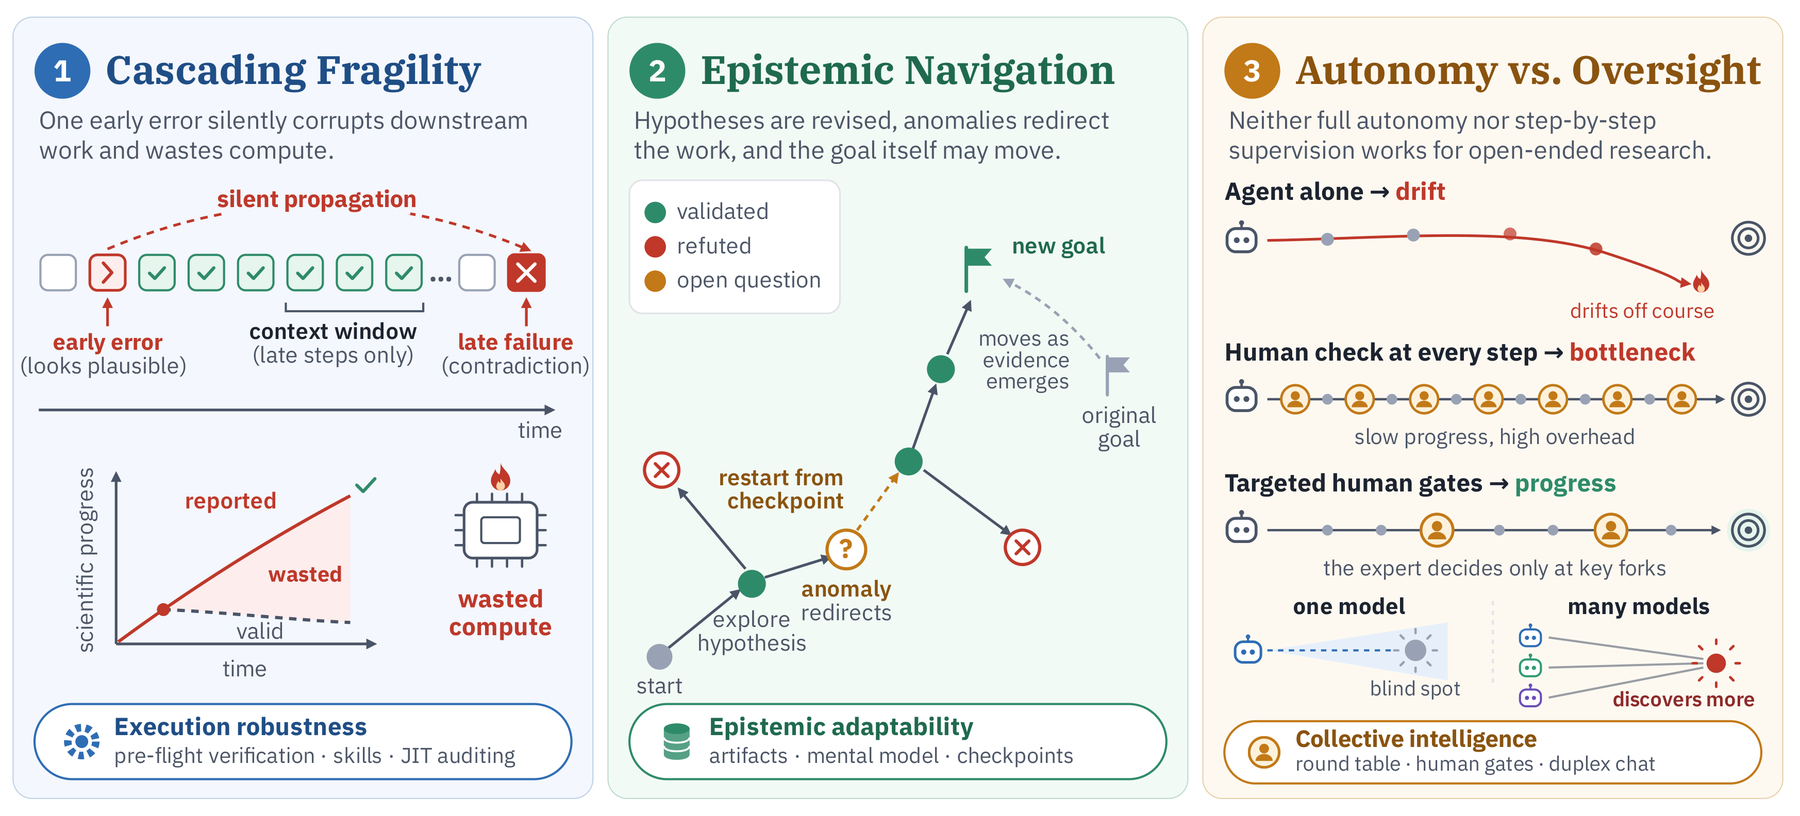 1 Cascading Fragility
One early error silently corrupts downstream
work and wastes compute.
silent propagation
...
early error
(looks plausible)
context window
(late steps only)
late failure
(contradiction)
time
scientific progress
reported
wasted
valid
time
wasted
compute
Execution robustness
pre-flight verification · skills · JIT auditing
2 Epistemic Navigation
Hypotheses are revised, anomalies redirect
the work, and the goal itself may move.
validated
refuted
open question
new goal
moves as
evidence
emerges
original
goal
restart from
checkpoint
?
anomaly
redirects
explore
hypothesis
start
Epistemic adaptability
artifacts · mental model · checkpoints
3 Autonomy vs. Oversight
Neither full autonomy nor step-by-step
supervision works for open-ended research.
Agent alone → drift
drifts off course
Human check at every step → bottleneck
slow progress, high overhead
Targeted human gates → progress
the expert decides only at key forks
one model
blind spot
many models
discovers more
Collective intelligence
round table · human gates · duplex chat